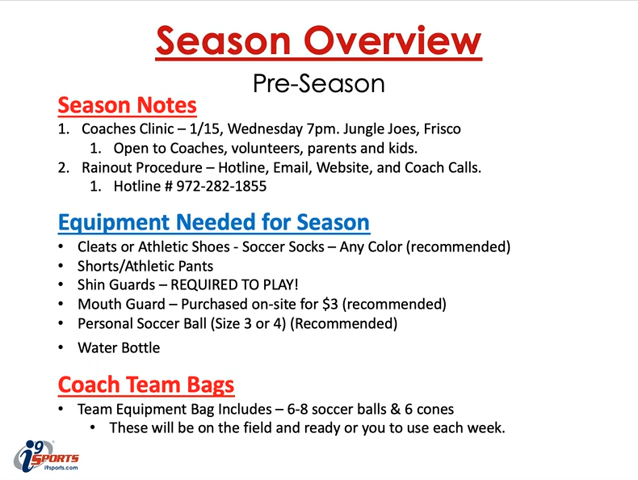 Season Overview
Pre-Season
Season Notes
1. Coaches Clinic – 1/15, Wednesday 7pm. Jungle Joes, Frisco
1. Open to Coaches, volunteers, parents and kids.
2. Rainout Procedure – Hotline, Email, Website, and Coach Calls.
1. Hotline # 972-282-1855
Equipment Needed for Season
• Cleats or Athletic Shoes - Soccer Socks – Any Color (recommended)
• Shorts/Athletic Pants
• Shin Guards – REQUIRED TO PLAY!
• Mouth Guard – Purchased on-site for $3 (recommended)
• Personal Soccer Ball (Size 3 or 4) (Recommended)
• Water Bottle
Coach Team Bags
• Team Equipment Bag Includes – 6-8 soccer balls & 6 cones
• These will be on the field and ready or you to use each week.
i9
SPORTS
i9sports.com